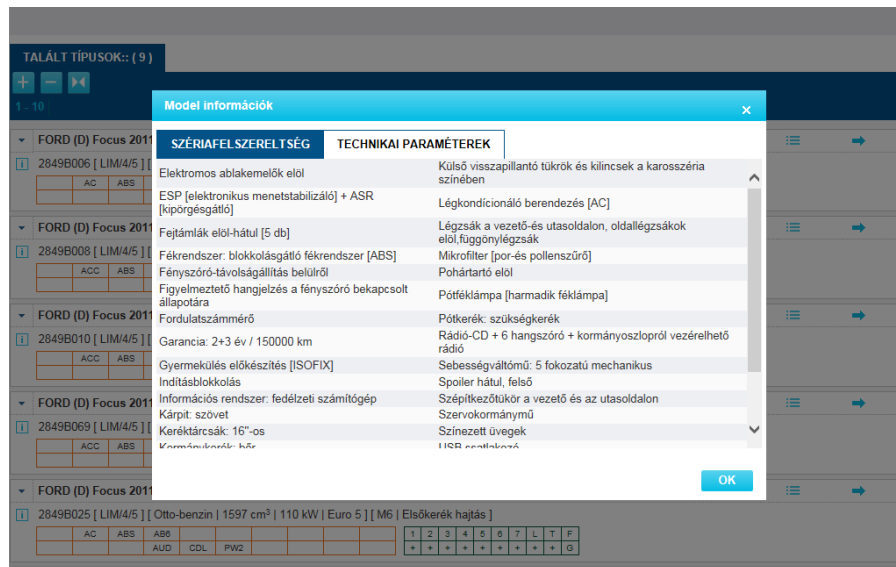 TALÁLT TÍPUSOK:: ( 9 )
1 - 10
Model információk
×
SZÉRIAFELSZERELTSÉG
TECHNIKAI PARAMÉTEREK
Elektromos ablakemelők elöl
Külső visszapillantó tükrök és kilincsek a karosszéria
színében
ESP [elektronikus menetstabilizáló] + ASR
[kipörgésgátló]
Légkondícionáló berendezés [AC]
Fejtámlák elöl-hátul [5 db]
Légzsák a vezető-és utasoldalon, oldallégzsákok
elöl,függönylégzsák
Fékrendszer: blokkolásgátló fékrendszer [ABS]
Mikrofilter [por-és pollenszűrő]
Fényszóró-távolságállítás belülről
Pohártartó elöl
Figyelmeztető hangjelzés a fényszóró bekapcsolt
állapotára
Pótféklámpa [harmadik féklámpa]
Fordulatszámmérő
Pótkerék: szükségkerék
Garancia: 2+3 év / 150000 km
Rádió-CD + 6 hangszóró + kormányoszlopról vezérelhető
rádió
Gyermekülés előkészítés [ISOFIX]
Sebességváltómű: 5 fokozatú mechanikus
Indításblokkolás
Spoiler hátul, felső
Információs rendszer: fedélzeti számítógép
Szépítkezőtükör a vezető és az utasoldalon
Kárpit: szövet
Szervokormánymű
Keréktárcsák: 16"-os
Színezett üvegek
Kormánykerék: bőr
USB csatlakozó
OK
FORD (D) Focus 2011
2849B006 [ LIM/4/5 ] [
AC ABS
FORD (D) Focus 2011
2849B008 [ LIM/4/5 ] [
ACC ABS
FORD (D) Focus 2011
2849B010 [ LIM/4/5 ] [
ACC ABS
FORD (D) Focus 2011
2849B069 [ LIM/4/5 ] [
ACC ABS
FORD (D) Focus 2011
2849B025 [ LIM/4/5 ] [ Otto-benzin | 1597 cm³ | 110 kW | Euro 5 ] [ M6 | Elsőkerék hajtás ]
AC ABS AB6 1 2 3 4 5 6 7 L T F
AUD CDL PW2 + + + + + + + + + G